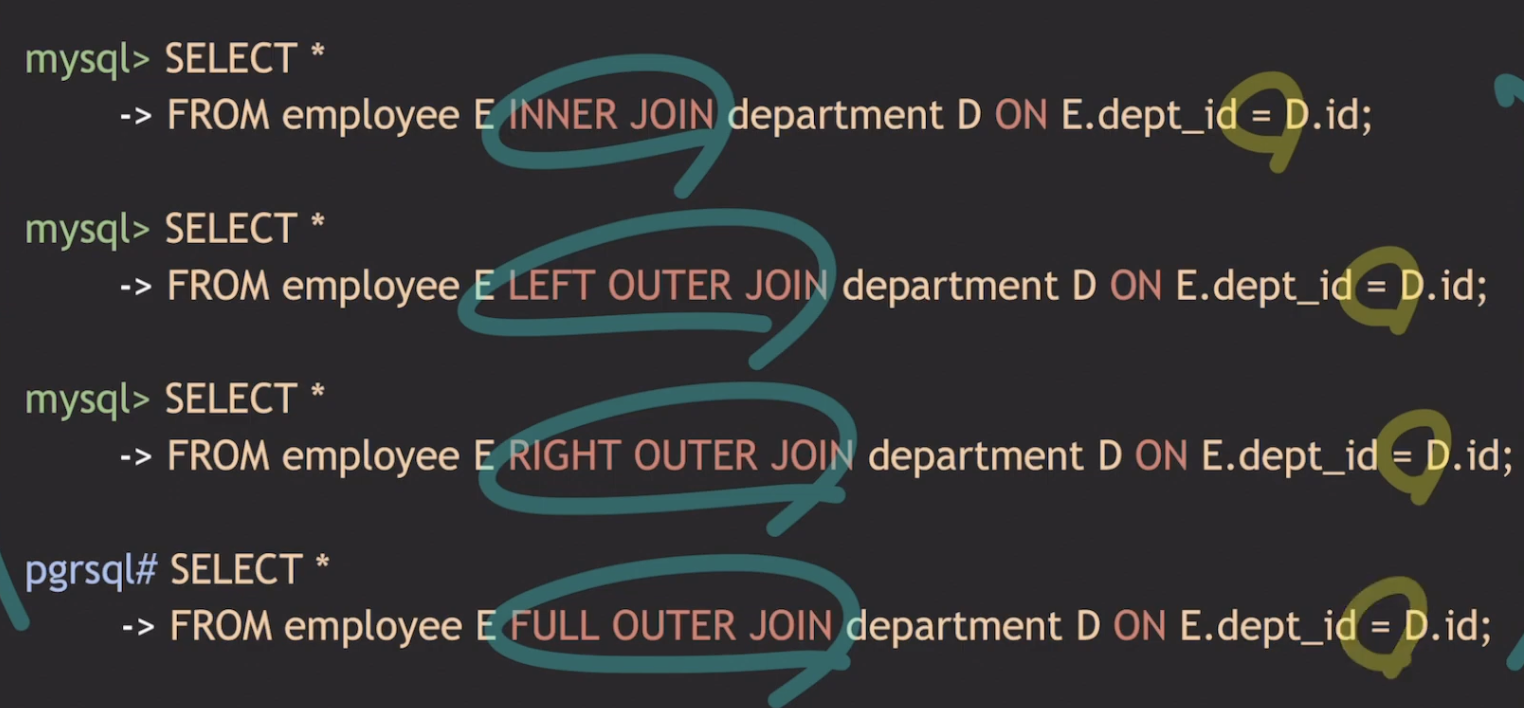 mysql> SELECT *
-> FROM employee E INNER JOIN department D ON E.dept_id = D.id;
mysql> SELECT *
-> FROM employee E LEFT OUTER JOIN department D ON E.dept_id = D.id;
mysql> SELECT *
-> FROM employee E RIGHT OUTER JOIN department D ON E.dept_id = D.id;
pgrsql# SELECT *
-> FROM employee E FULL OUTER JOIN department D ON E.dept_id = D.id;